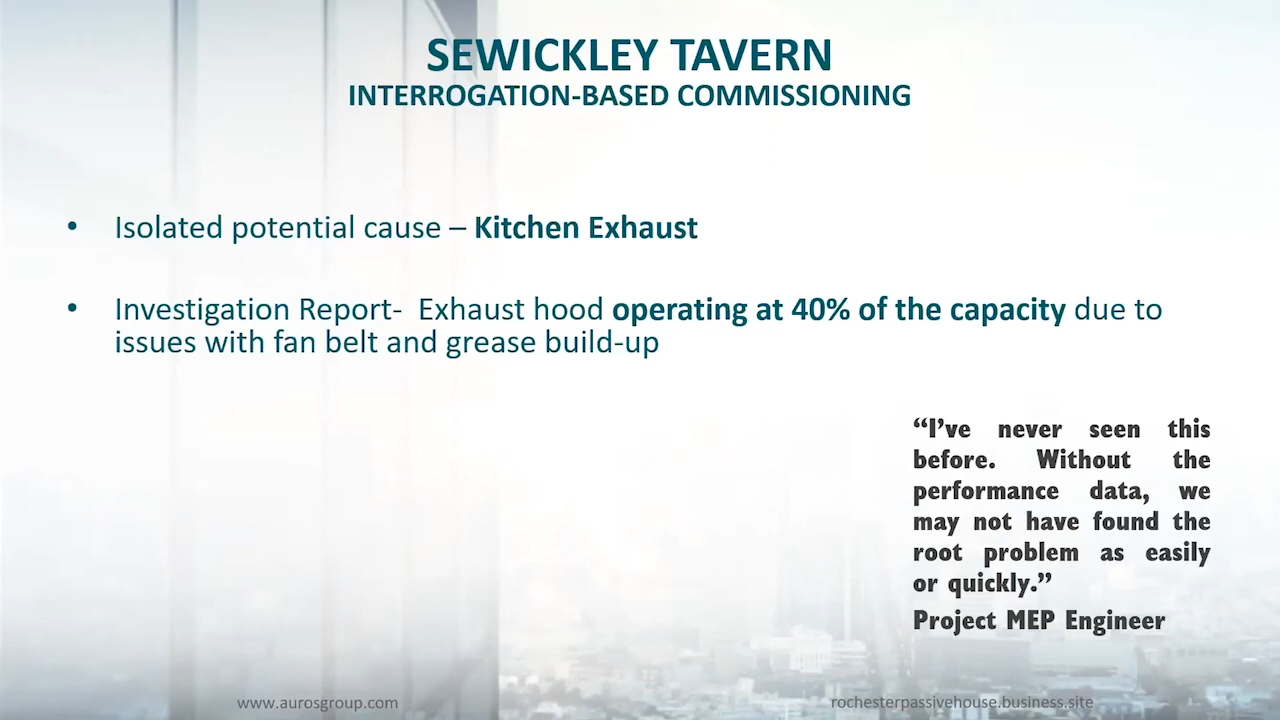 SEWICKLEY TAVERN
INTERROGATION-BASED COMMISSIONING
• Isolated potential cause – Kitchen Exhaust
• Investigation Report- Exhaust hood operating at 40% of the capacity due to
issues with fan belt and grease build-up
“I’ve never seen this
before. Without the
performance data, we
may not have found the
root problem as easily
or quickly.”
Project MEP Engineer
www.aurosgroup.com
rochesterpassivehouse.business.site